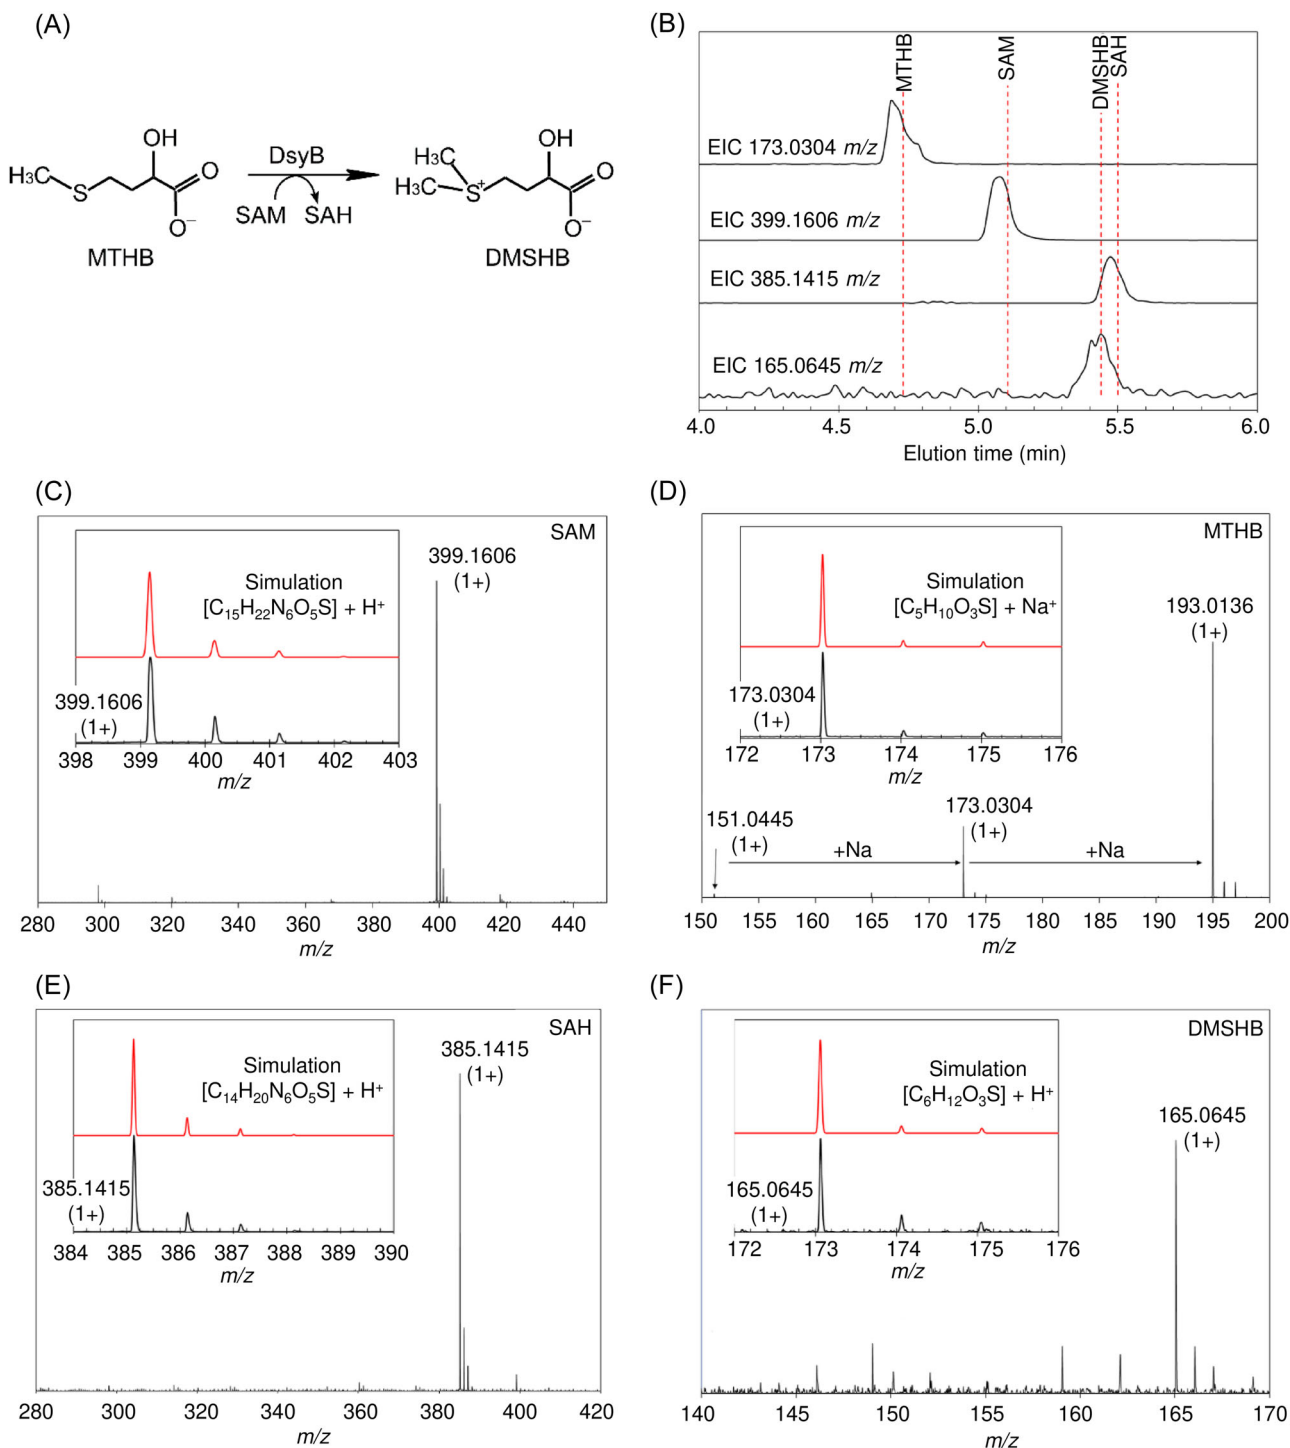 (A)
OH
H₃C
S
O
O⁻
MTHB
DsyB
SAM
SAH
OH
H₃C
H₃C
S⁺
O
O⁻
DMSHB
(B)
MTHB
SAM
DMSHB
SAH
EIC 173.0304 m/z
EIC 399.1606 m/z
EIC 385.1415 m/z
EIC 165.0645 m/z
4.0 4.5 5.0 5.5 6.0
Elution time (min)
(C)
SAM
399.1606
(1+)
Simulation
[C₁₅H₂₂N₆O₅S] + H⁺
399.1606
(1+)
398 399 400 401 402 403
m/z
280 300 320 340 360 380 400 420 440
m/z
(D)
MTHB
193.0136
(1+)
Simulation
[C₅H₁₀O₃S] + Na⁺
173.0304
(1+)
172 173 174 175 176
m/z
151.0445
(1+)
+Na
173.0304
(1+)
+Na
150 155 160 165 170 175 180 185 190 195 200
m/z
(E)
SAH
385.1415
(1+)
Simulation
[C₁₄H₂₀N₆O₅S] + H⁺
385.1415
(1+)
384 385 386 387 388 389 390
m/z
280 300 320 340 360 380 400 420
m/z
(F)
DMSHB
165.0645
(1+)
Simulation
[C₆H₁₂O₃S] + H⁺
165.0645
(1+)
172 173 174 175 176
m/z
140 145 150 155 160 165 170
m/z